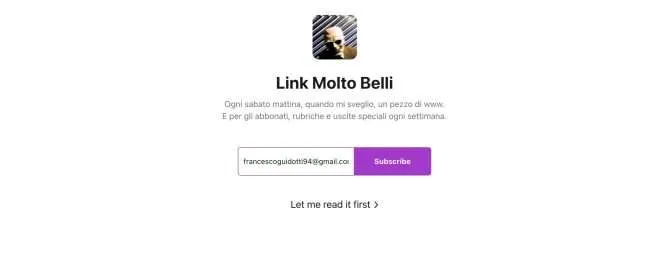 Link Molto Belli
Ogni sabato mattina, quando mi sveglio, un pezzo di www.
E per gli abbonati, rubriche e uscite speciali ogni settimana.
francescoguidotti94@gmail.co
Subscribe
Let me read it first >